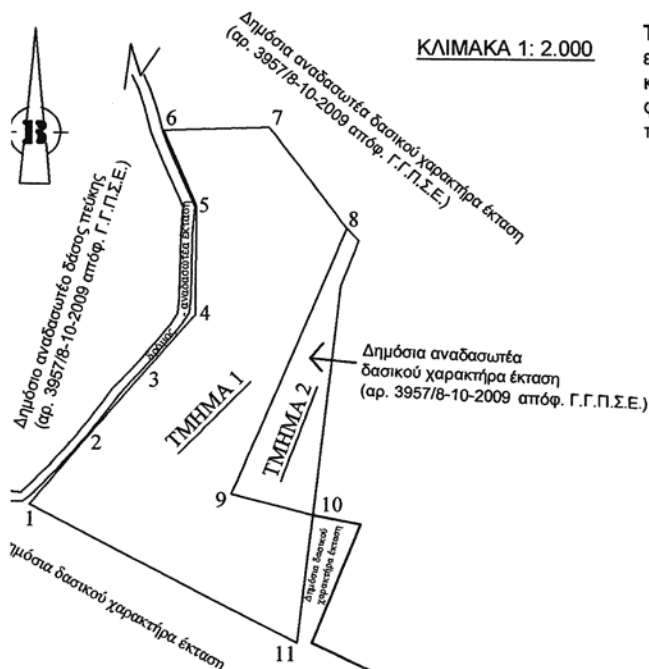 ΚΛΙΜΑΚΑ 1: 2.000
Δημόσια αναδασωτέα δασικού χαρακτήρα έκταση
(αρ. 3957/8-10-2009 απόφ. Γ.Γ.Π.Σ.Ε.)
Β
6
7
5
8
4
3
2
1
9
10
11
Δημόσιο αναδασωτέο δάσος πεύκης
(αρ. 3957/8-10-2009 απόφ. Γ.Γ.Π.Σ.Ε.)
δρόμος
- αναδασωτέα έκταση
ΤΜΗΜΑ 1
ΤΜΗΜΑ 2
Δημόσια αναδασωτέα
δασικού χαρακτήρα έκταση
(αρ. 3957/8-10-2009 απόφ. Γ.Γ.Π.Σ.Ε.)
Δημόσια δασικού
χαρακτήρα έκταση
ημόσια δασικού χαρακτήρα έκταση